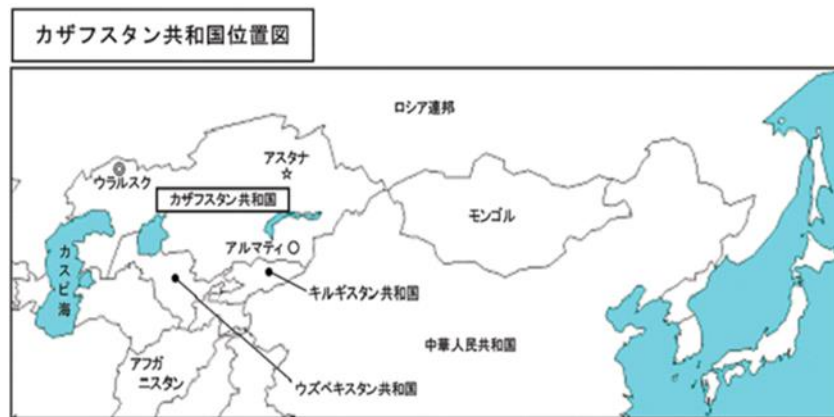 カザフスタン共和国位置図
ロシア連邦
アスタナ
ウラルスク
カザフスタン共和国
モンゴル
アルマティ
カスピ海
キルギスタン共和国
中華人民共和国
アフガ
ニスタン
ウズベキスタン共和国